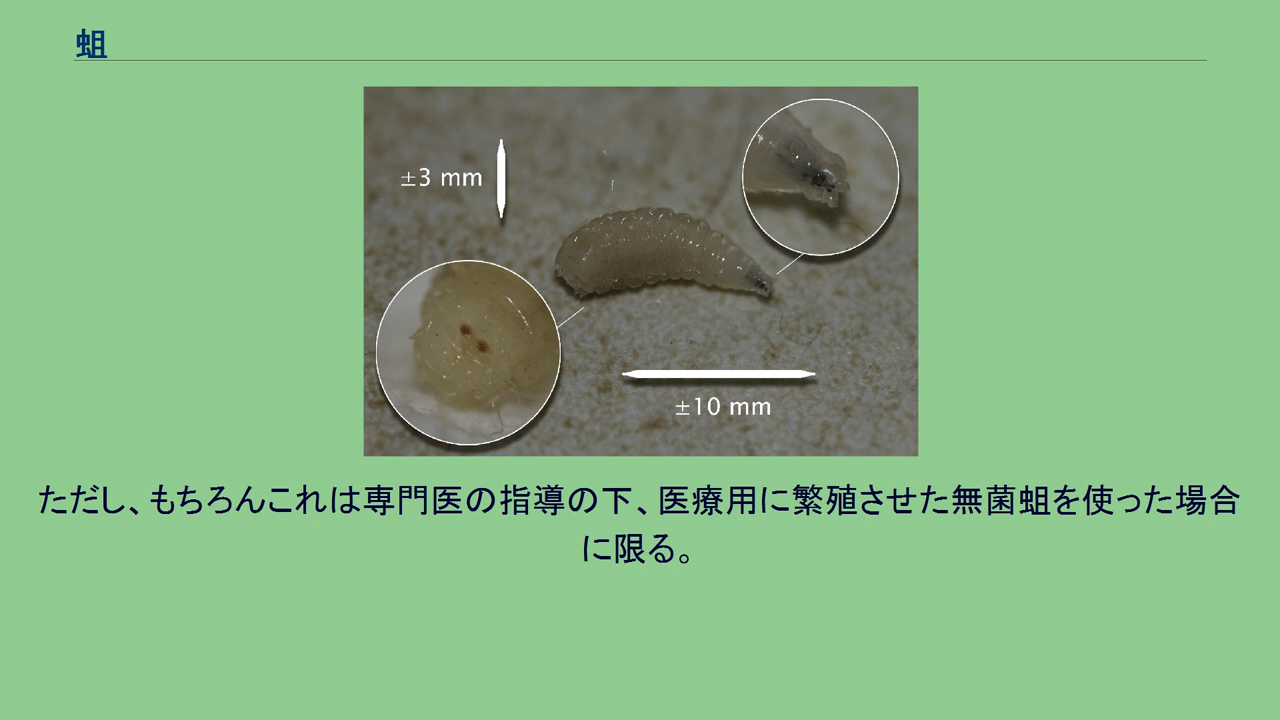 蛆
±3 mm
±10 mm
ただし、もちろんこれは専門医の指導の下、医療用に繁殖させた無菌蛆を使った場合
に限る。